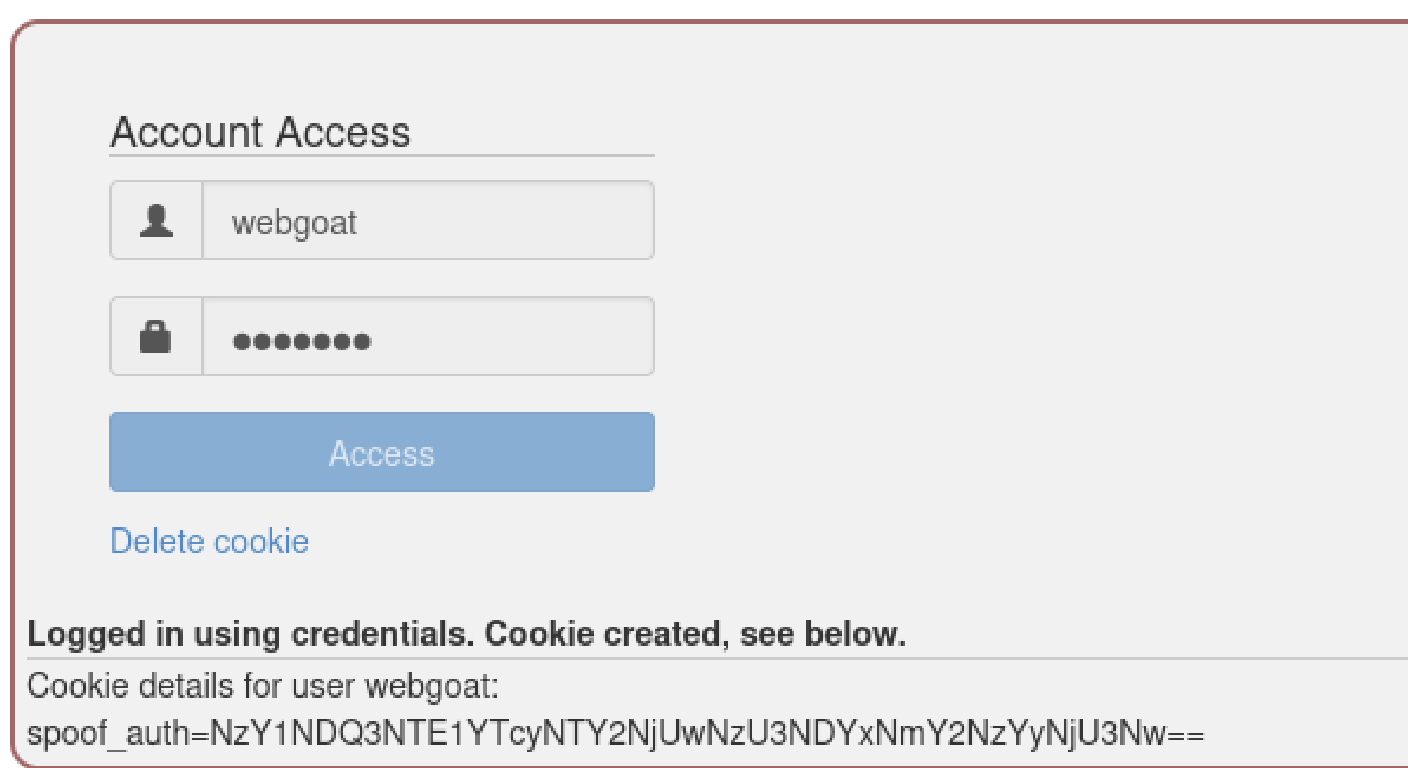 Account Access
webgoat
●●●●●●●
Access
Delete cookie
Logged in using credentials. Cookie created, see below.
Cookie details for user webgoat:
spoof_auth=NzY1NDQ3NTE1YTcyNTY2NjUwNzU3NDYxNmY2NzYyNjU3Nw==